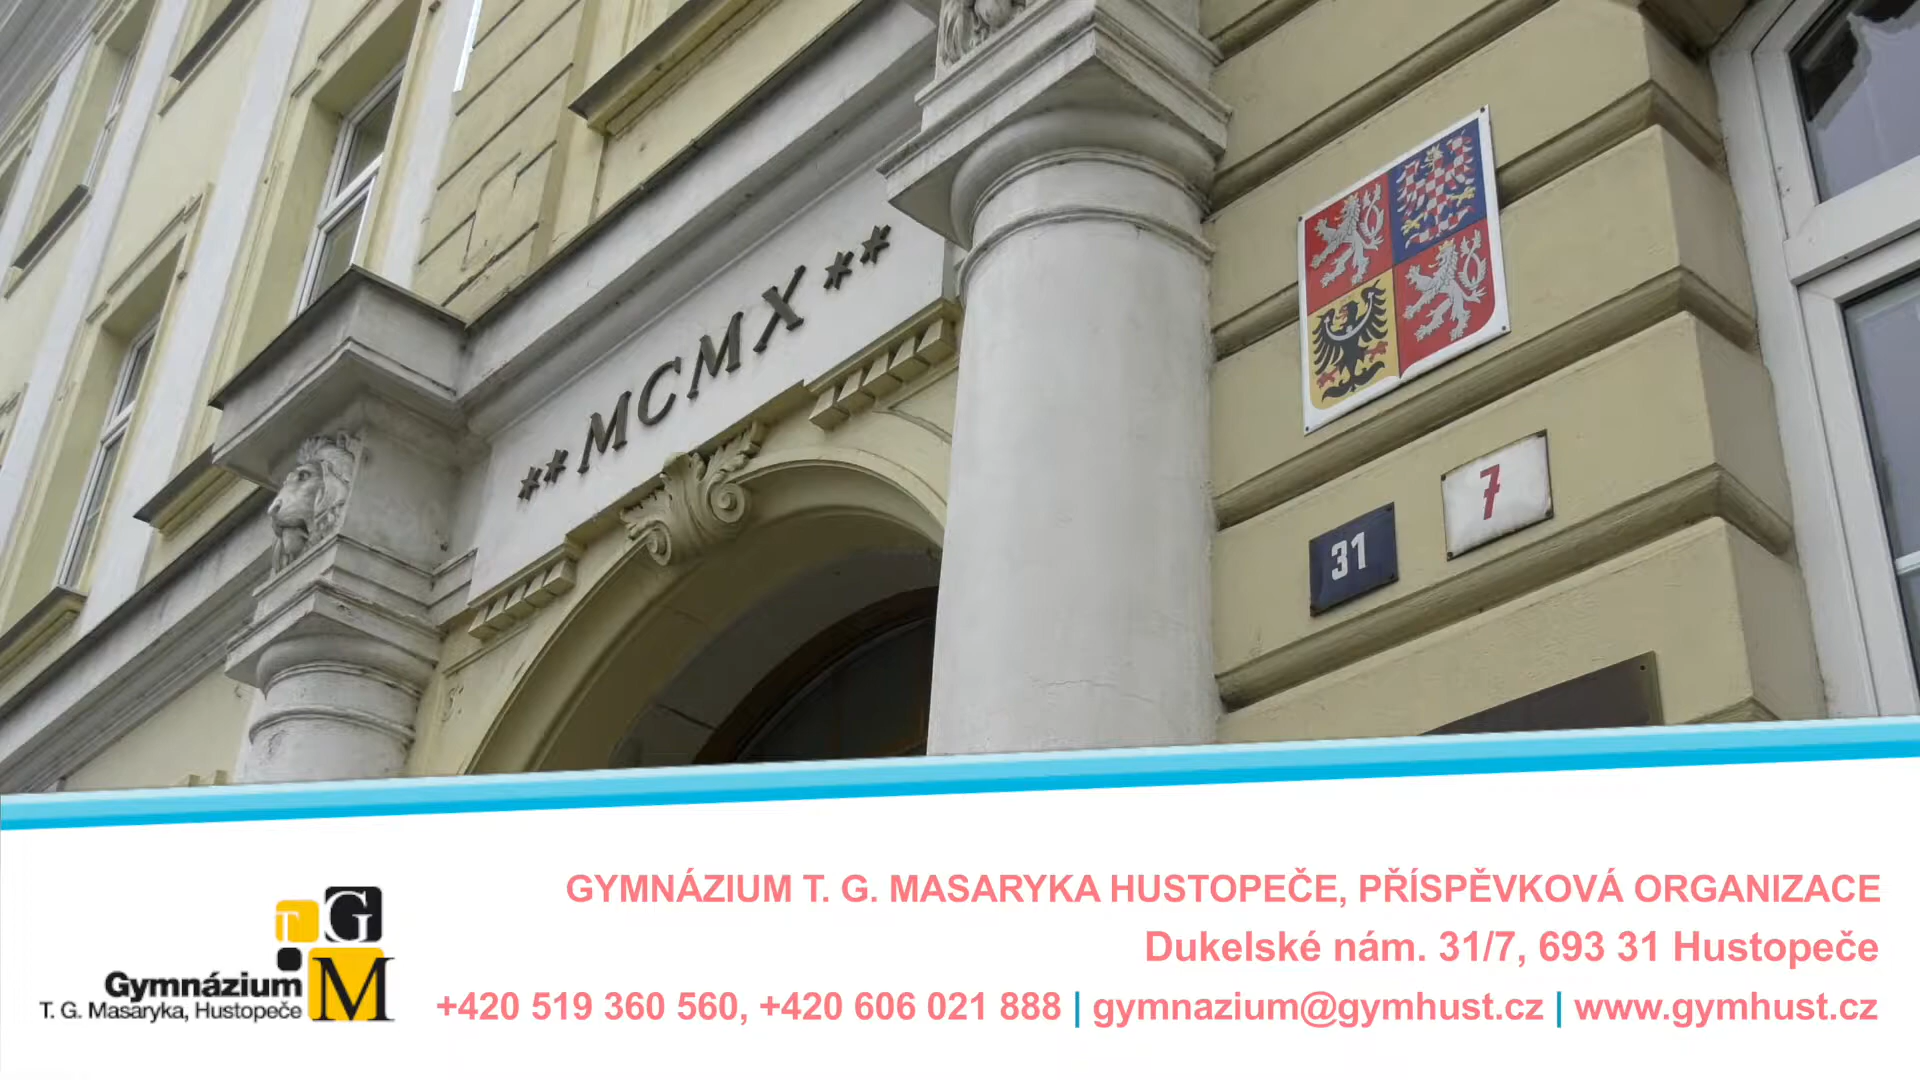 **MCMX**
7
31
GYMNÁZIUM T. G. MASARYKA HUSTOPEČE, PŘÍSPĚVKOVÁ ORGANIZACE
Dukelské nám. 31/7, 693 31 Hustopeče
+420 519 360 560, +420 606 021 888 | gymnazium@gymhust.cz | www.gymhust.cz
TGM
Gymnázium
T. G. Masaryka, Hustopeče